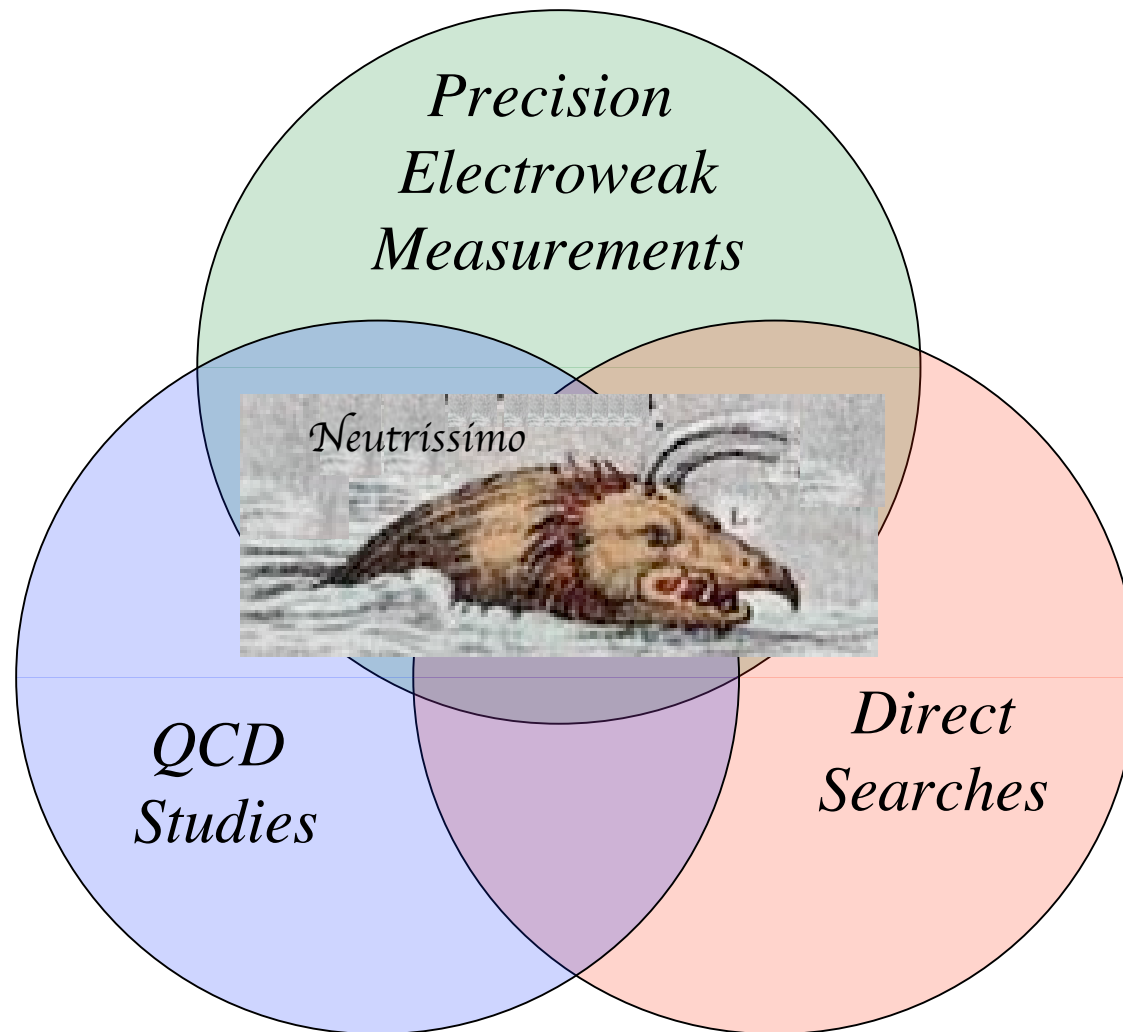 Precision
Electroweak
Measurements
Neutrissimo
QCD
Studies
Direct
Searches